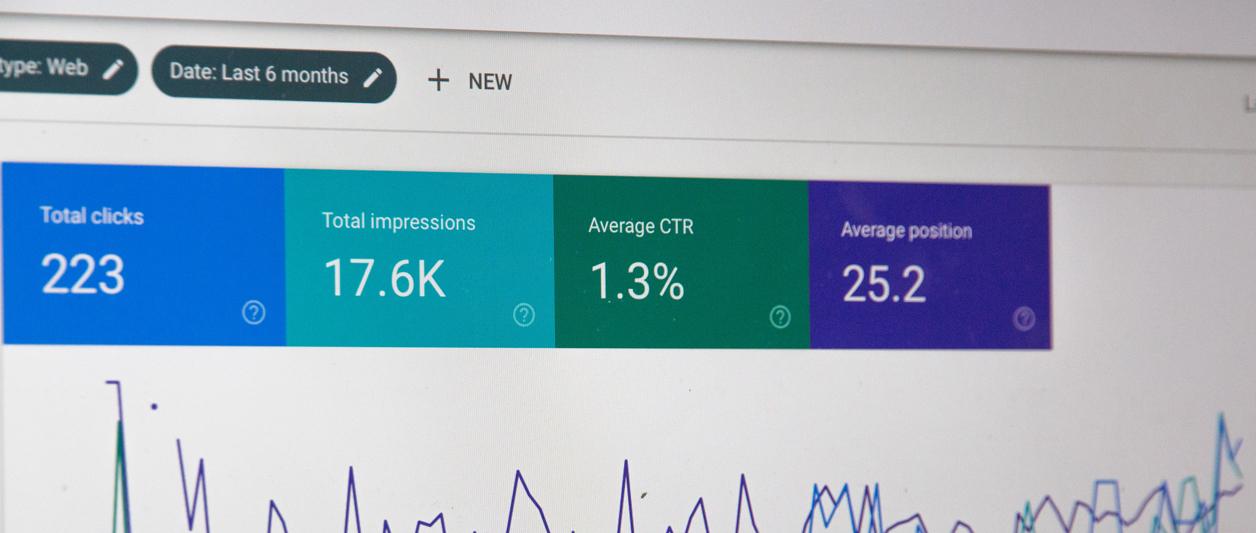 type: Web
Date: Last 6 months
+ NEW
Total clicks
223
Total impressions
17.6K
Average CTR
1.3%
Average position
25.2